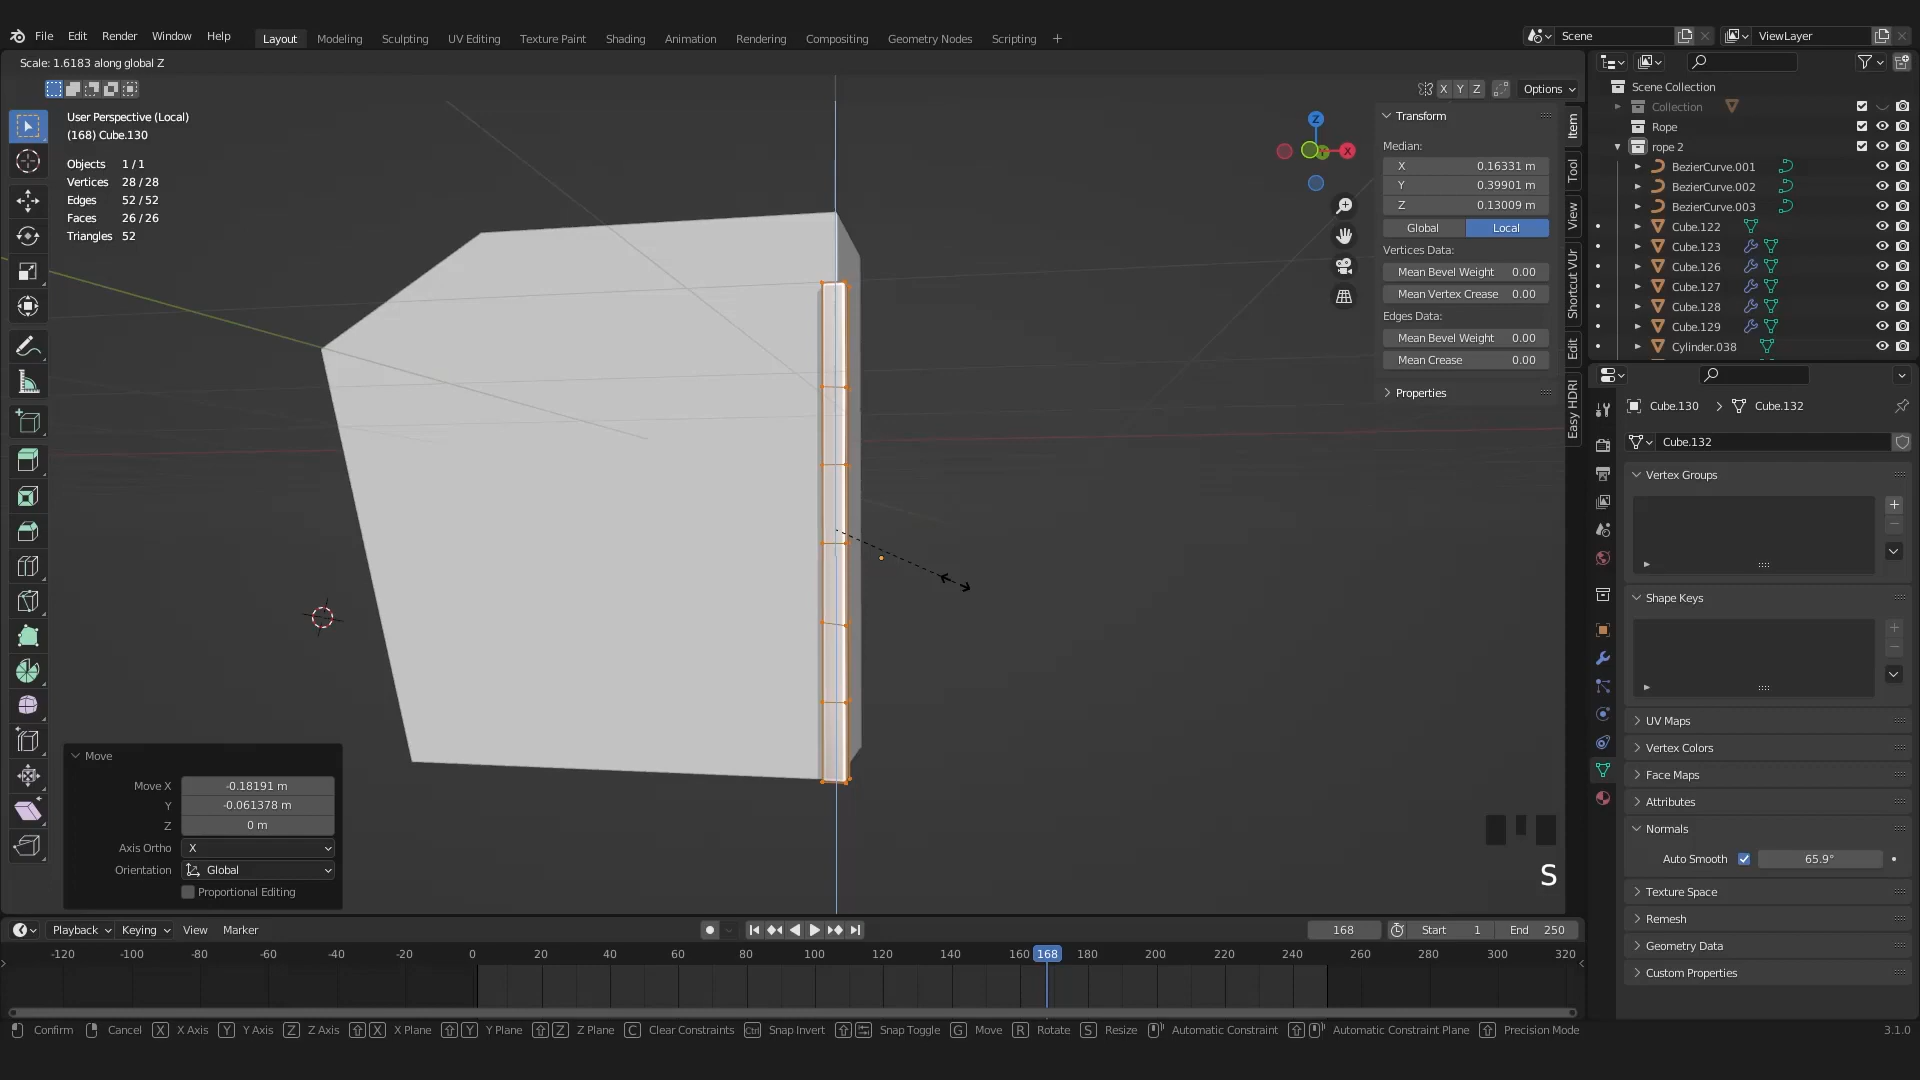 File Edit Render Window Help
Layout Modeling Sculpting UV Editing Texture Paint Shading Animation Rendering Compositing Geometry Nodes Scripting +
Scene
ViewLayer
Scale: 1.6183 along global Z
X Y Z Options
User Perspective (Local)
(168) Cube.130
Objects 1 / 1
Vertices 28 / 28
Edges 52 / 52
Faces 26 / 26
Triangles 52
Z
X
Transform
Median:
X 0.16331 m
Y 0.39901 m
Z 0.13009 m
Global Local
Vertices Data:
Mean Bevel Weight 0.00
Mean Vertex Crease 0.00
Edges Data:
Mean Bevel Weight 0.00
Mean Crease 0.00
Properties
Item
Tool
View
Shortcut VUr
Edit
Easy HDRI
Scene Collection
Collection
Rope
rope 2
BezierCurve.001
BezierCurve.002
BezierCurve.003
Cube.122
Cube.123
Cube.126
Cube.127
Cube.128
Cube.129
Cylinder.038
Cube.130 Cube.132
Cube.132
Vertex Groups
Shape Keys
UV Maps
Vertex Colors
Face Maps
Attributes
Normals
Auto Smooth 65.9°
Texture Space
Remesh
Geometry Data
Custom Properties
Move
Move X -0.18191 m
Y -0.061378 m
Z 0 m
Axis Ortho X
Orientation Global
Proportional Editing
S
Playback Keying View Marker
168 Start 1 End 250
-120 -100 -80 -60 -40 -20 0 20 40 60 80 100 120 140 160 168 180 200 220 240 260 280 300 320
Confirm Cancel X X Axis Y Y Axis Z Z Axis X X Plane Y Y Plane Z Z Plane C Clear Constraints Ctrl Snap Invert Snap Toggle G Move R Rotate S Resize Automatic Constraint Automatic Constraint Plane Precision Mode
3.1.0